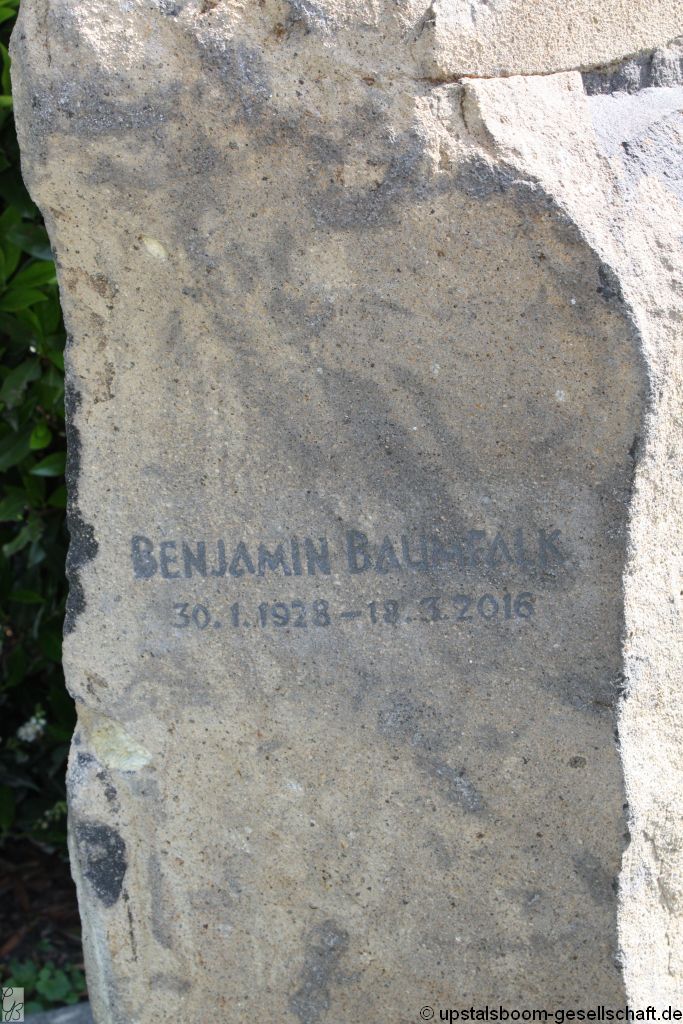 BENJAMIN BAUMFALK
30.1.1928 – 18.3.2016
© upstalsboom-gesellschaft.de